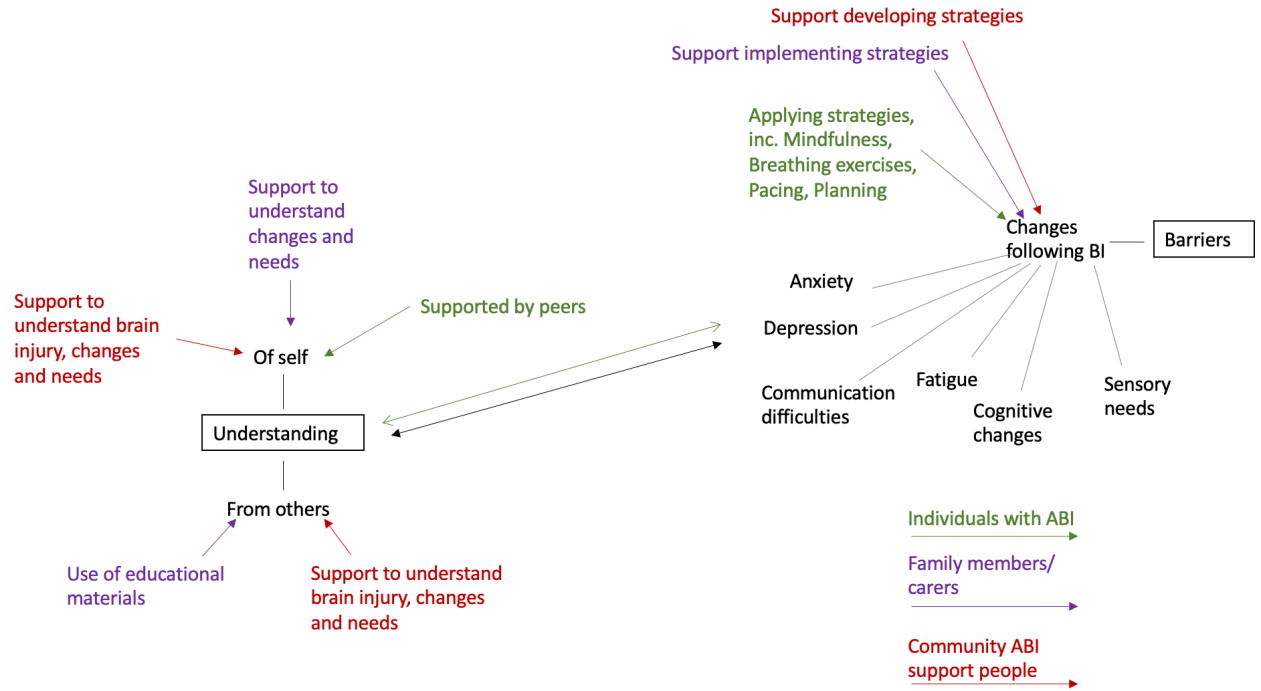 Support developing strategies
Support implementing strategies
Applying strategies,
inc. Mindfulness,
Breathing exercises,
Pacing, Planning
Support to
understand
changes and
needs
Changes
following BI
Barriers
Anxiety
Support to
understand brain
injury, changes
and needs
Supported by peers
Depression
Of self
Communication
difficulties
Fatigue
Cognitive
changes
Sensory
needs
Understanding
From others
Use of educational
materials
Support to understand
brain injury, changes
and needs
Individuals with ABI
Family members/
carers
Community ABI
support people